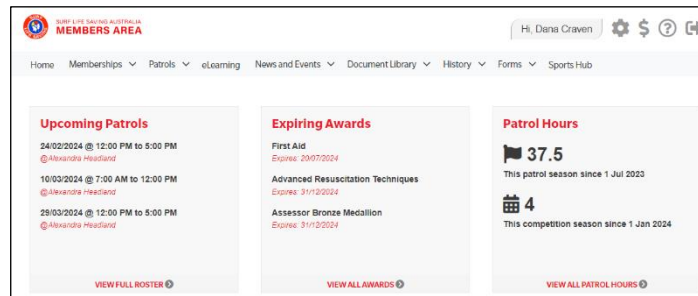 SURF LIFE SAVING AUSTRALIA
MEMBERS AREA
Hi, Dana Craven
Home Memberships Patrols eLearning News and Events Document Library History Forms Sports Hub
Upcoming Patrols
24/02/2024 @ 12:00 PM to 5:00 PM
@Alexandra Headland
10/03/2024 @ 7:00 AM to 12:00 PM
@Alexandra Headland
29/03/2024 @ 12:00 PM to 5:00 PM
@Alexandra Headland
VIEW FULL ROSTER
Expiring Awards
First Aid
Expires: 20/07/2024
Advanced Resuscitation Techniques
Expires: 31/12/2024
Assessor Bronze Medallion
Expires: 31/12/2024
VIEW ALL AWARDS
Patrol Hours
37.5
This patrol season since 1 Jul 2023
4
This competition season since 1 Jan 2024
VIEW ALL PATROL HOURS